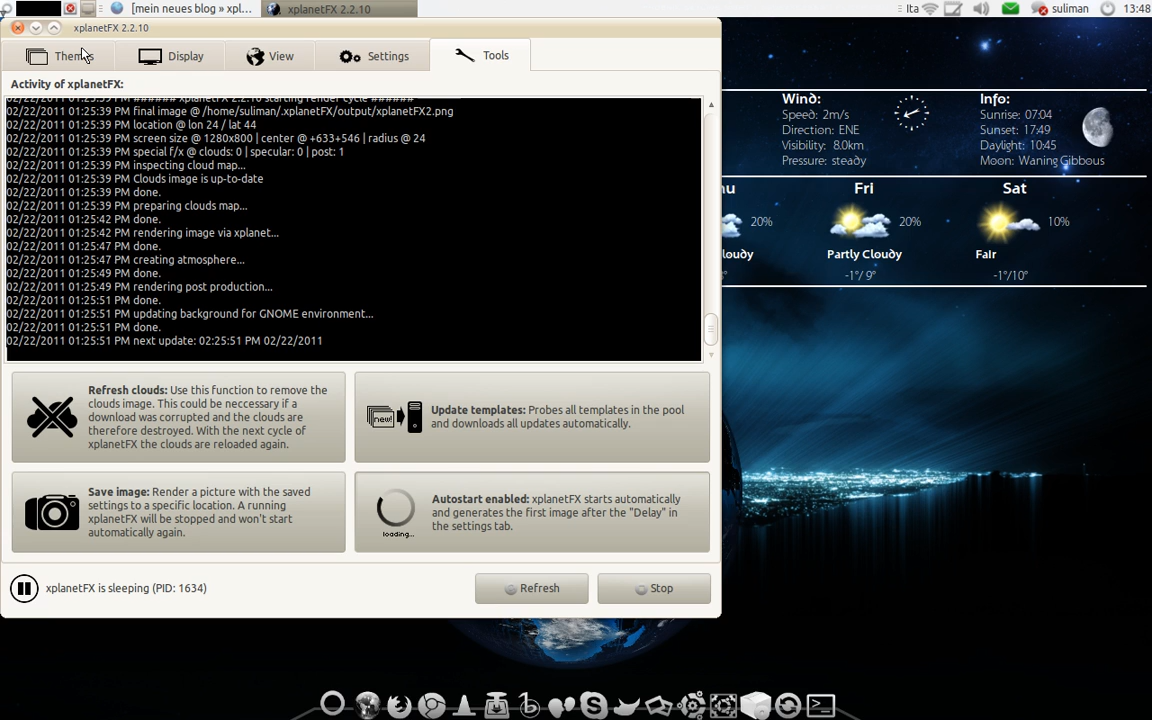 [mein neues blog » xpl...
xplanetFX 2.2.10
Ita
suliman
13:48
xplanetFX 2.2.10
Themes
Display
View
Settings
Tools
Activity of xplanetFX:
02/22/2011 01:25:39 PM ###### xplanetFX 2.2.10 starting render cycle ######
02/22/2011 01:25:39 PM final image @ /home/suliman/.xplanetFX/output/xplanetFX2.png
02/22/2011 01:25:39 PM location @ lon 24 / lat 44
02/22/2011 01:25:39 PM screen size @ 1280x800 | center @ +633+546 | radius @ 24
02/22/2011 01:25:39 PM special f/x @ clouds: 0 | specular: 0 | post: 1
02/22/2011 01:25:39 PM inspecting cloud map...
02/22/2011 01:25:39 PM Clouds image is up-to-date
02/22/2011 01:25:39 PM done.
02/22/2011 01:25:39 PM preparing clouds map...
02/22/2011 01:25:42 PM done.
02/22/2011 01:25:42 PM rendering image via xplanet...
02/22/2011 01:25:47 PM done.
02/22/2011 01:25:47 PM creating atmosphere...
02/22/2011 01:25:49 PM done.
02/22/2011 01:25:49 PM rendering post production...
02/22/2011 01:25:51 PM done.
02/22/2011 01:25:51 PM updating background for GNOME environment...
02/22/2011 01:25:51 PM done.
02/22/2011 01:25:51 PM next update: 02:25:51 PM 02/22/2011
Refresh clouds: Use this function to remove the
clouds image. This could be neccessary if a
download was corrupted and the clouds are
therefore destroyed. With the next cycle of
xplanetFX the clouds are reloaded again.
new!
Update templates: Probes all templates in the pool
and downloads all updates automatically.
Save image: Render a picture with the saved
settings to a specific location. A running
xplanetFX will be stopped and won't start
automatically again.
loading...
Autostart enabled: xplanetFX starts automatically
and generates the first image after the "Delay" in
the settings tab.
xplanetFX is sleeping (PID: 1634)
Refresh
Stop
Wind:
Speed: 2m/s
Direction: ENE
Visibility: 8.0km
Pressure: steady
Info:
Sunrise: 07:04
Sunset: 17:49
Daylight: 10:45
Moon: Waning Gibbous
nu
20%
loudy
Fri
20%
Partly Cloudy
-1°/ 9°
Sat
10%
Fair
-1°/10°